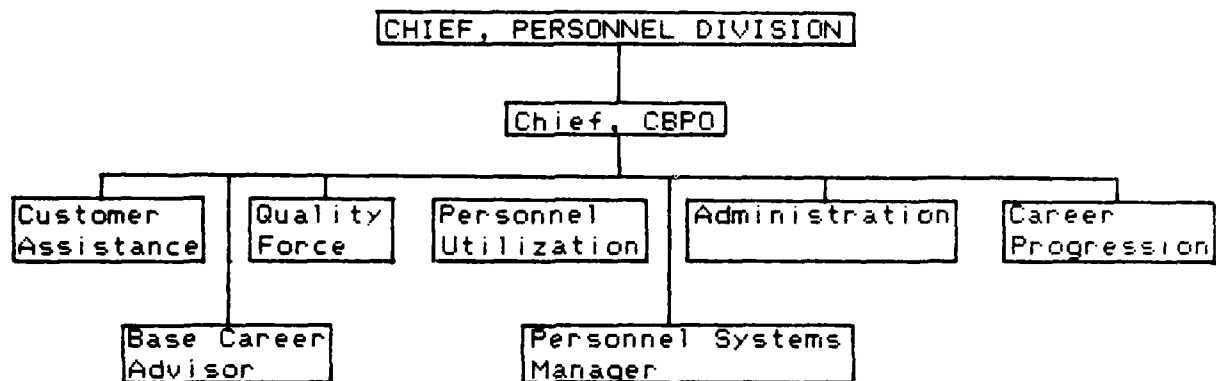 CHIEF, PERSONNEL DIVISION
Chief, CBPO
Customer
Assistance
Quality
Force
Personnel
Utilization
Administration
Career
Progression
Base Career
Advisor
Personnel Systems
Manager